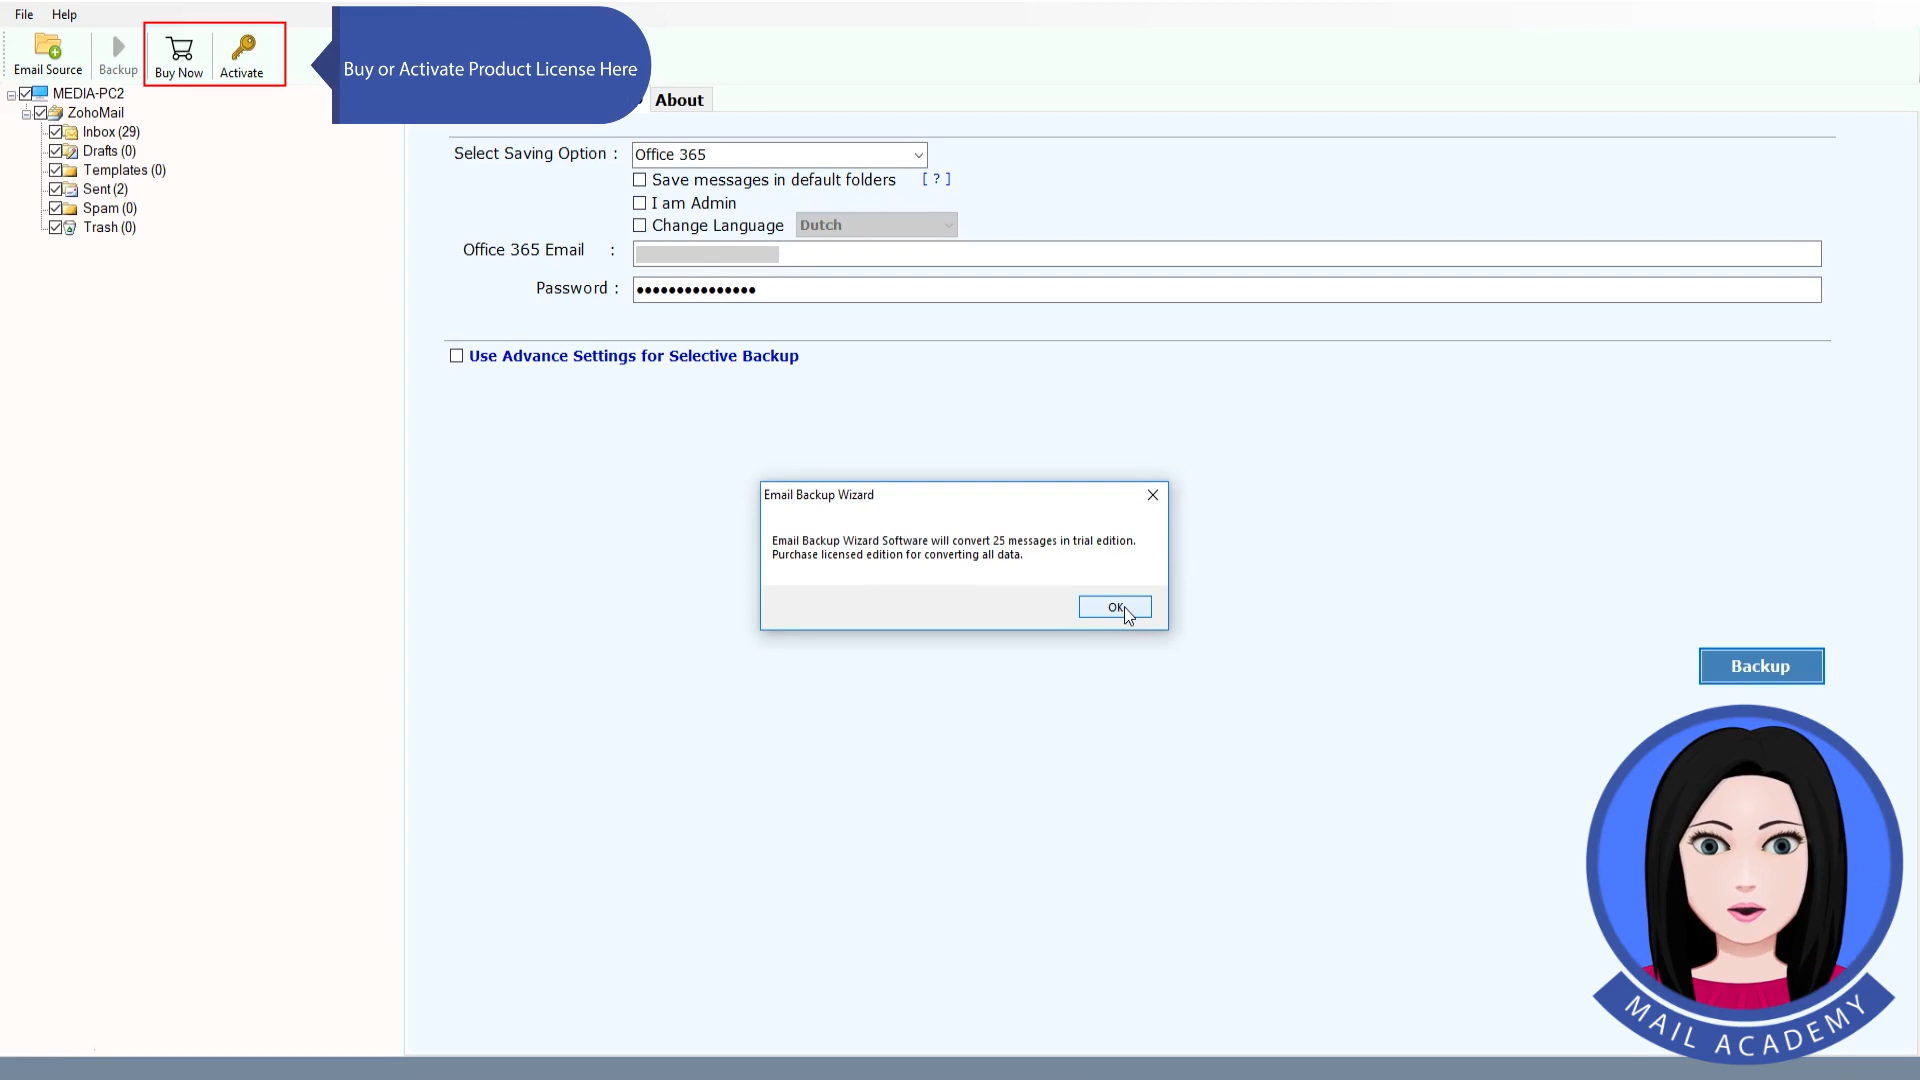 File Help
Email Source Backup Buy Now Activate
Buy or Activate Product License Here
MEDIA-PC2
ZohoMail
Inbox (29)
Drafts (0)
Templates (0)
Sent (2)
Spam (0)
Trash (0)
About
Select Saving Option : Office 365
Save messages in default folders [ ? ]
I am Admin
Change Language Dutch
Office 365 Email :
Password : ●●●●●●●●●●●●●●●
Use Advance Settings for Selective Backup
Email Backup Wizard
Email Backup Wizard Software will convert 25 messages in trial edition.
Purchase licensed edition for converting all data.
OK
Backup
MAIL ACADEMY